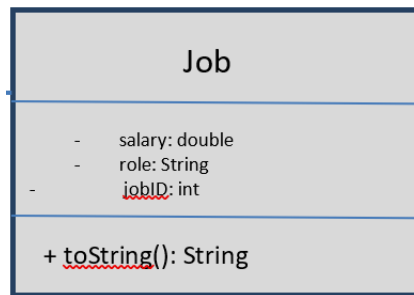 Job
- salary: double
- role: String
- jobID: int
+ toString(): String